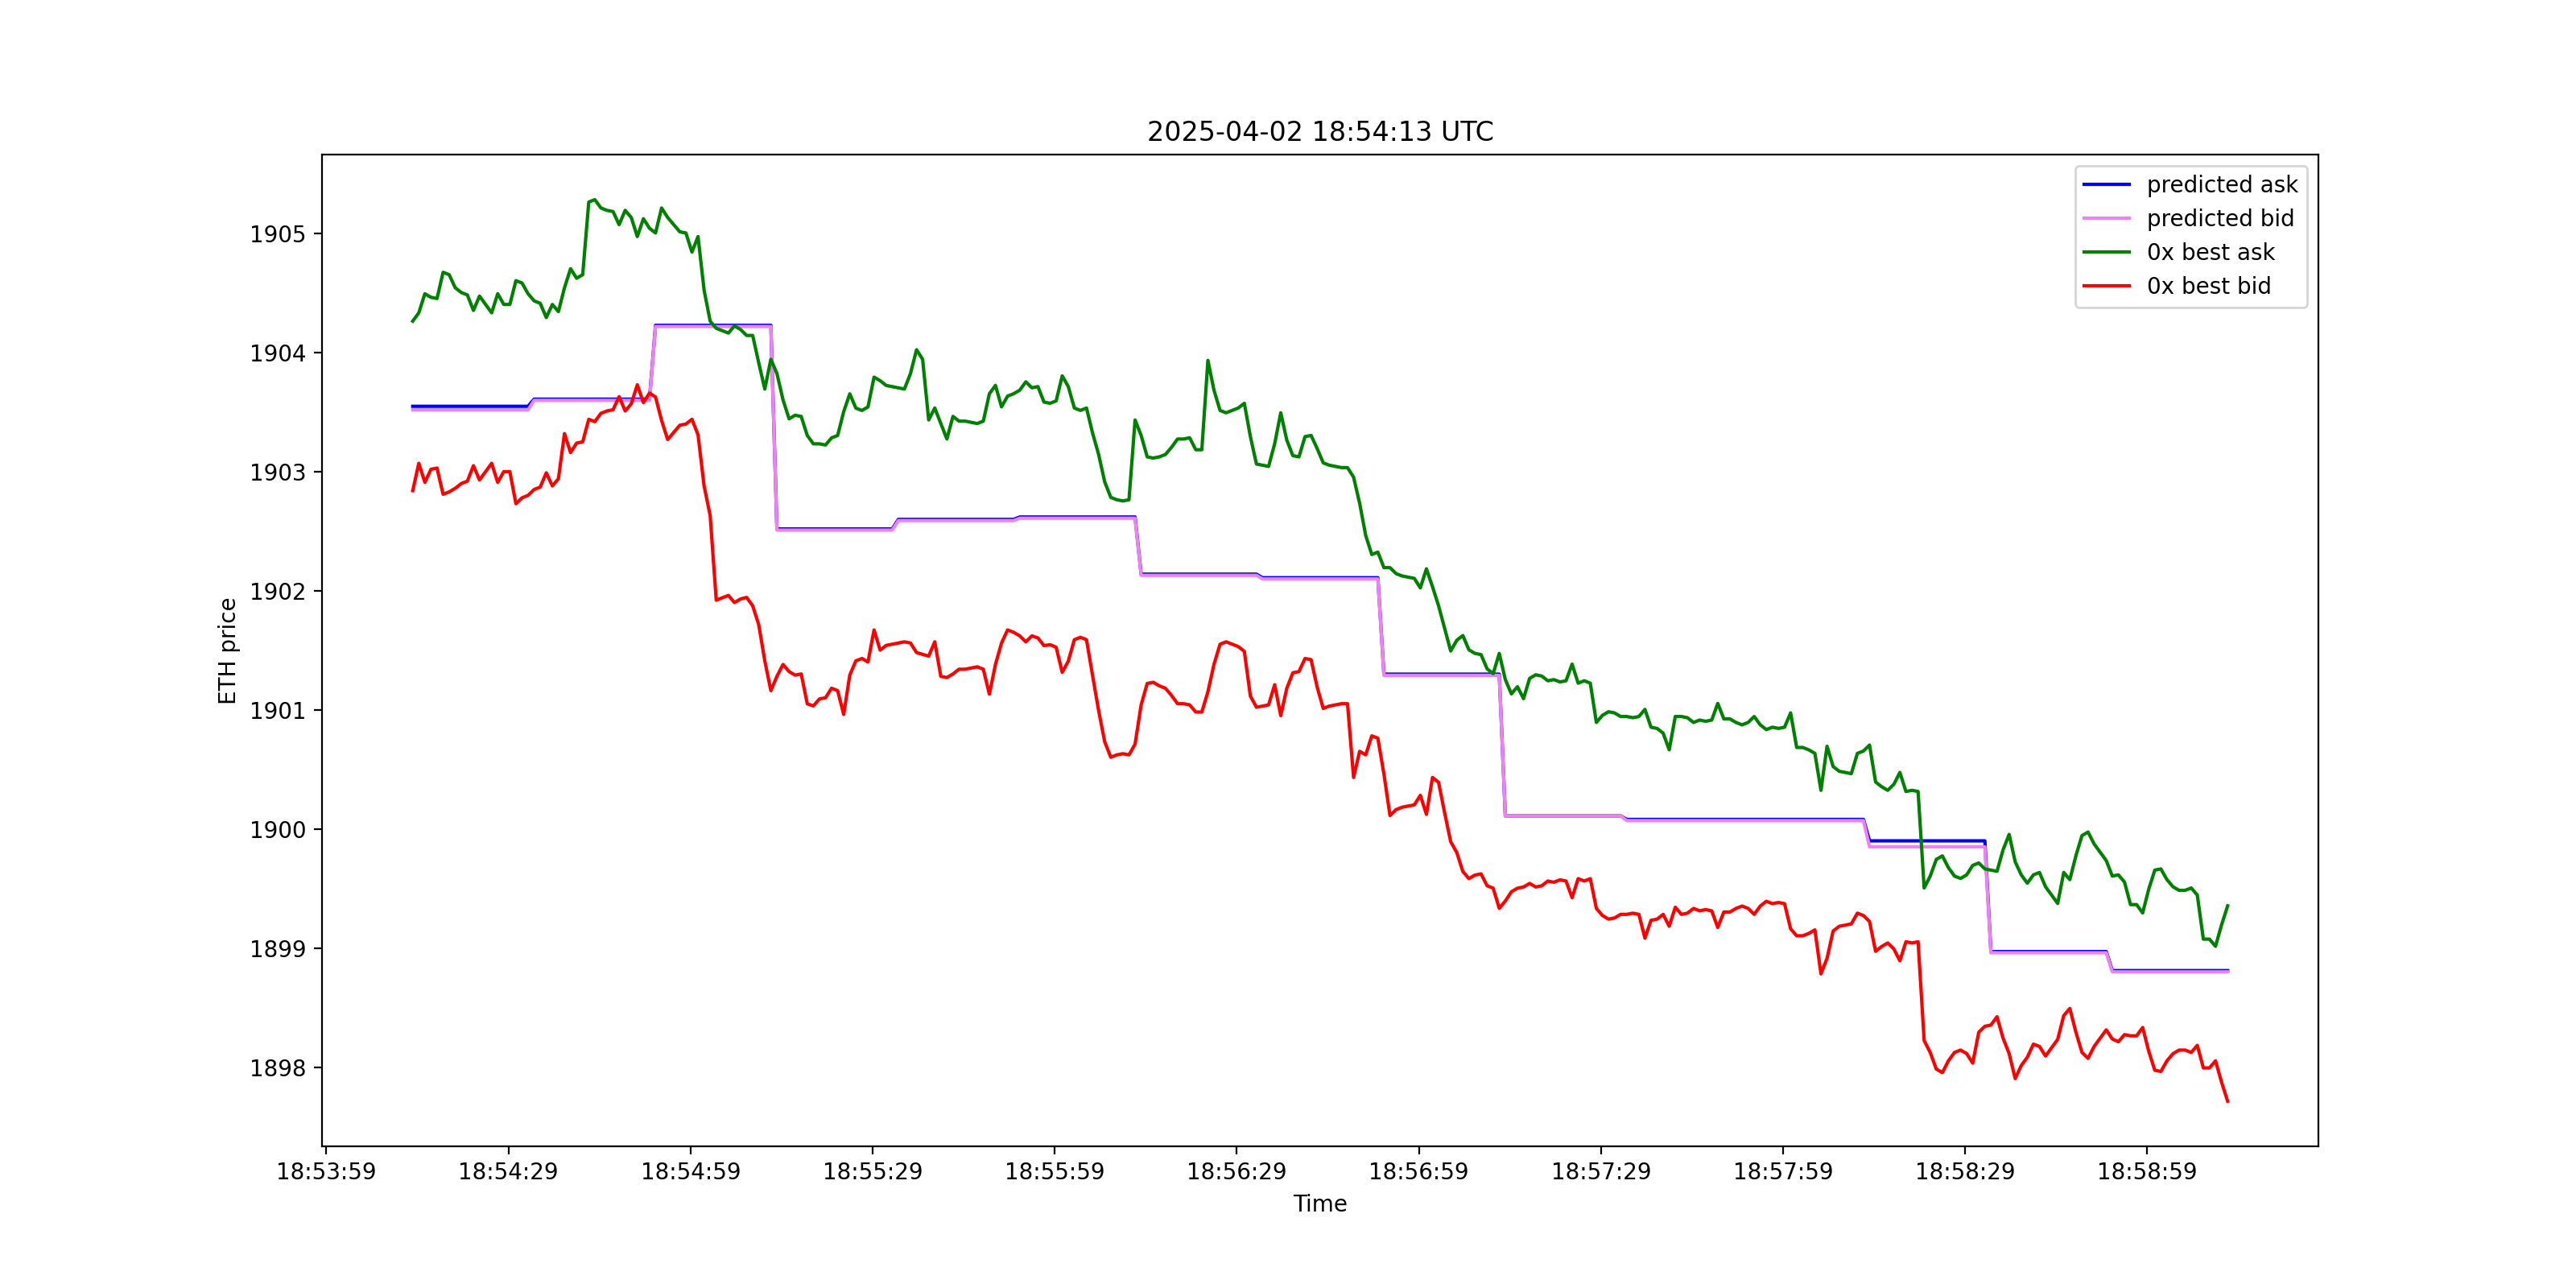 2025-04-02 18:54:13 UTC
predicted ask
predicted bid
0x best ask
0x best bid
ETH price
1905
1904
1903
1902
1901
1900
1899
1898
18:53:59 18:54:29 18:54:59 18:55:29 18:55:59 18:56:29 18:56:59 18:57:29 18:57:59 18:58:29 18:58:59
Time